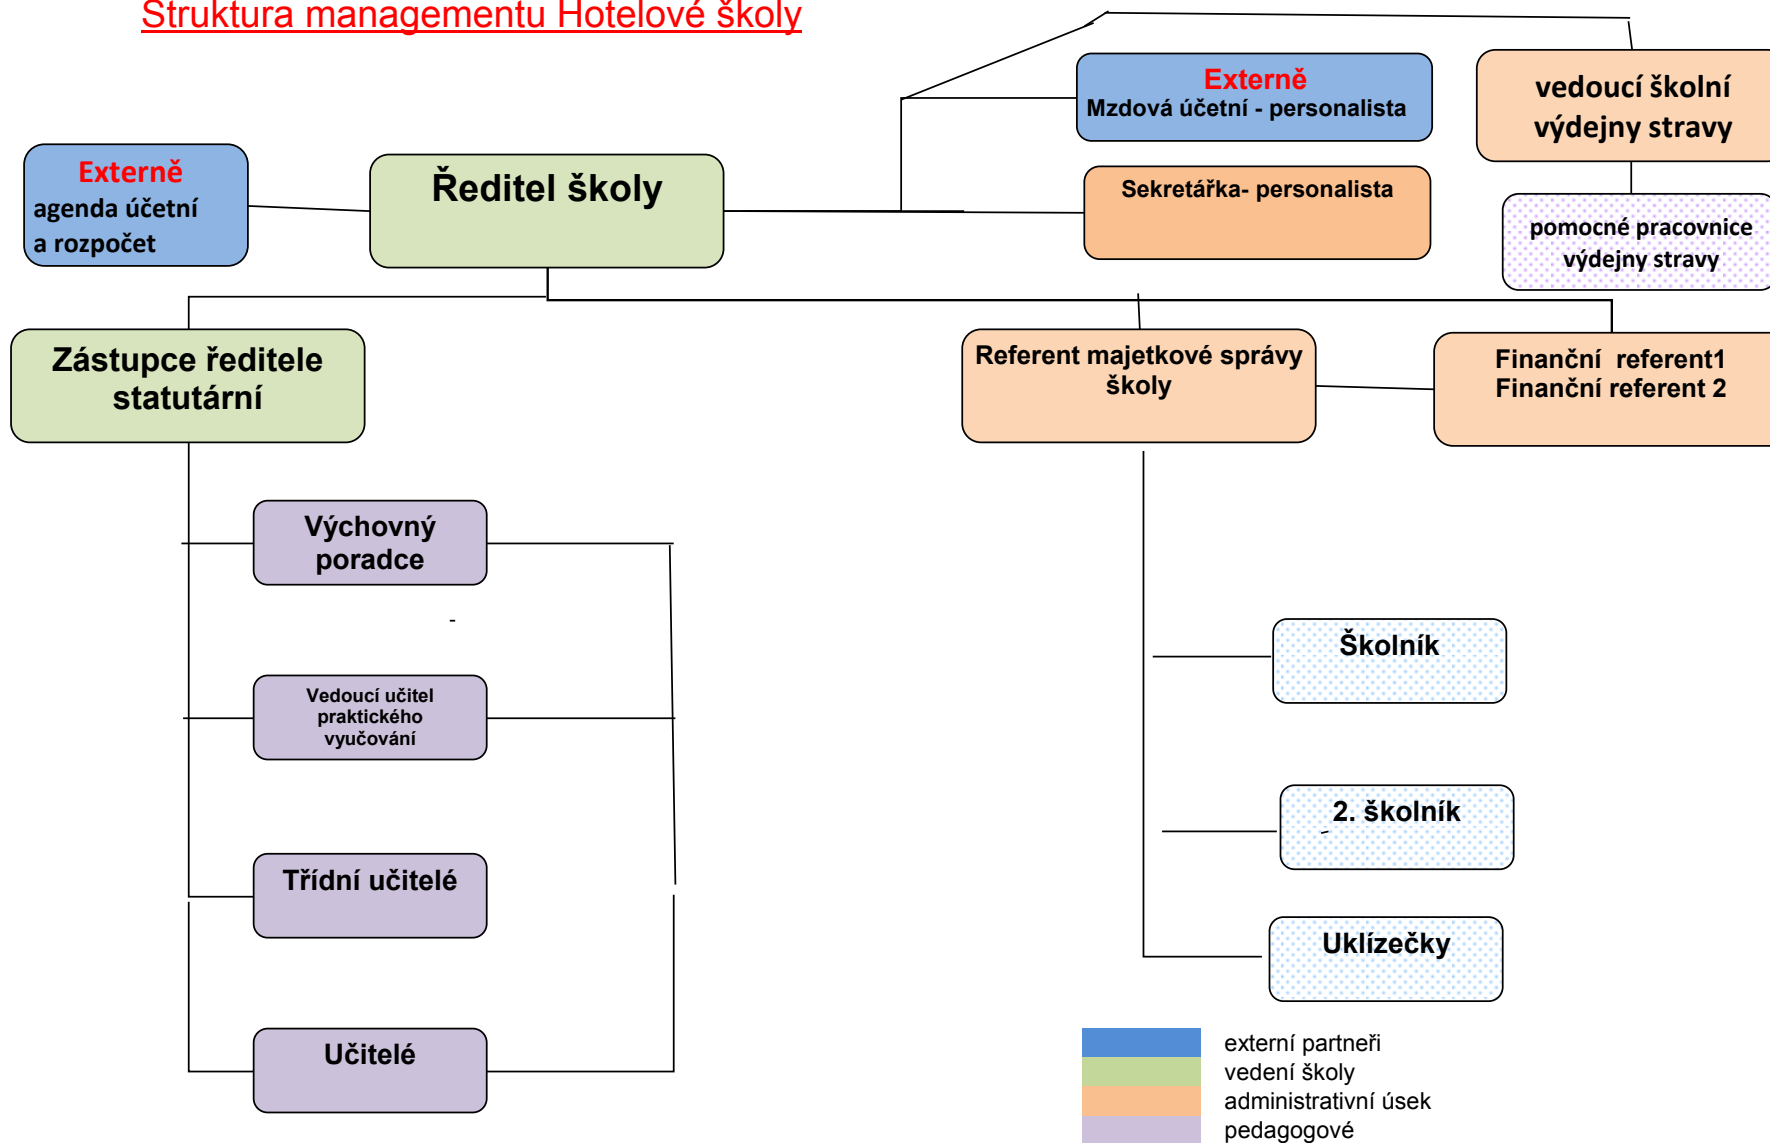 Struktura managementu Hotelové školy
Externě
Mzdová účetní - personalista
vedoucí školní
výdejny stravy
Externě
agenda účetní
a rozpočet
Ředitel školy
Sekretářka- personalista
pomocné pracovnice
výdejny stravy
Zástupce ředitele
statutární
Referent majetkové správy
školy
Finanční  referent1
Finanční referent 2
Výchovný
poradce
-
Vedoucí učitel
praktického
vyučování
Třídní učitelé
Učitelé
Školník
2. školník
Uklízečky
externí partneři
vedení školy
administrativní úsek
pedagogové